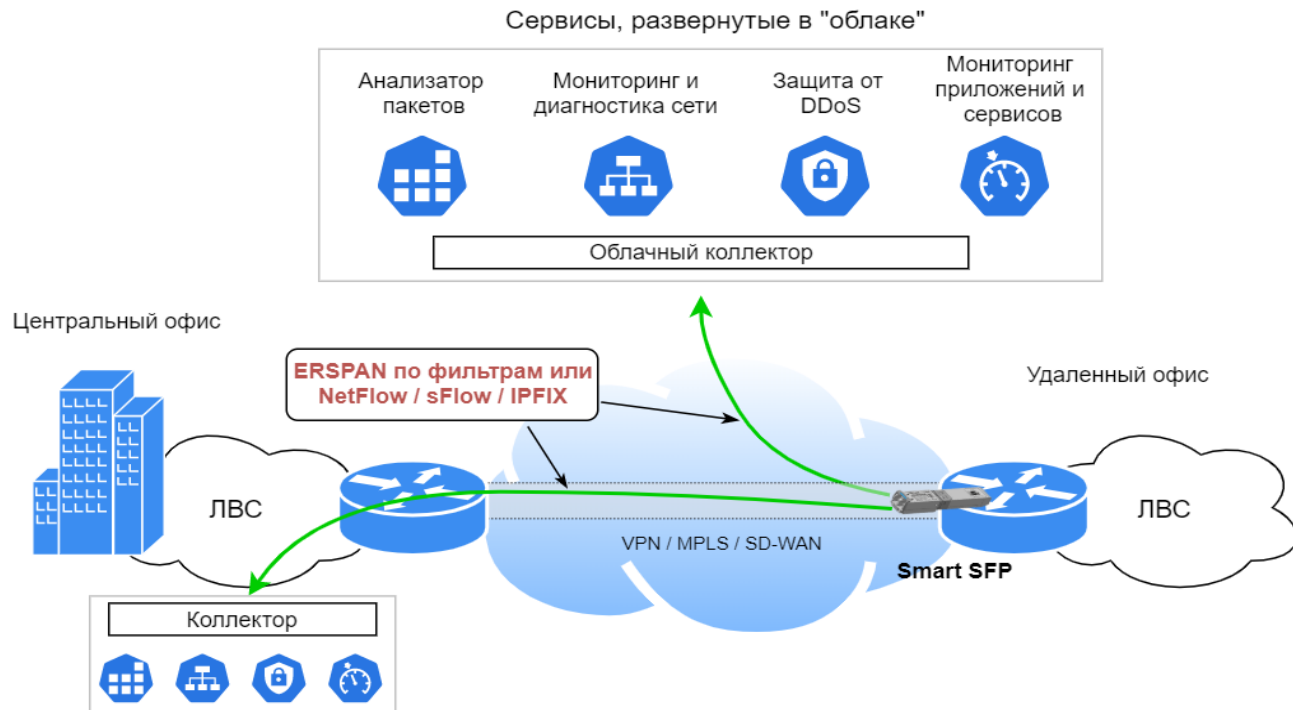 Сервисы, развернутые в "облаке"
Анализатор
пакетов
Мониторинг и
диагностика сети
Защита от
DDoS
Мониторинг
приложений и
сервисов
Облачный коллектор
Центральный офис
ERSPAN по фильтрам или
NetFlow / sFlow / IPFIX
Удаленный офис
ЛВС
ЛВС
VPN / MPLS / SD-WAN
Smart SFP
Коллектор